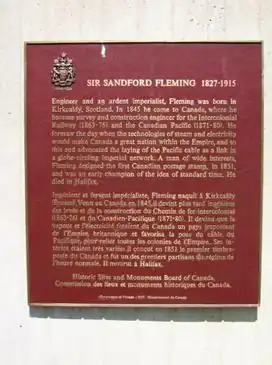 SIR SANDFORD FLEMING 1827-1915
Engineer and an ardent imperialist, Fleming was born in
Kirkcaldy, Scotland. In 1845 he came to Canada, where he
became survey and construction engineer for the Intercolonial
Railway (1863-76) and the Canadian Pacific (1871-80). He
foresaw the day when the technologies of steam and electricity
would make Canada a great nation within the Empire, and to
this end advocated the laying of the Pacific cable as a link in
a globe-circling imperial network. A man of wide interests,
Fleming designed the first Canadian postage stamp, in 1851,
and was an early champion of the idea of standard time. He
died in Halifax.
Ingénieur et fervent impérialiste, Fleming naquit à Kirkcaldy
(Écosse). Venu au Canada en 1845, il devint plus tard ingénieur
des levés et de la construction du Chemin de fer intercolonial
(1863-76) et du Canadien-Pacifique (1871-80). Il devina que la
vapeur et l'électricité feraient du Canada un pays important
de l'Empire britannique et favorisa la pose du câble du
Pacifique, pour relier toutes les colonies de l'Empire. Ses in-
térêts étaient très variés: il conçut en 1851 le premier timbre-
poste du Canada et fut un des premiers partisans du régime de
l'heure normale. Il mourut à Halifax.
Historic Sites and Monuments Board of Canada.
Commission des lieux et monuments historiques du Canada.
Government of Canada Gouvernement du Canada